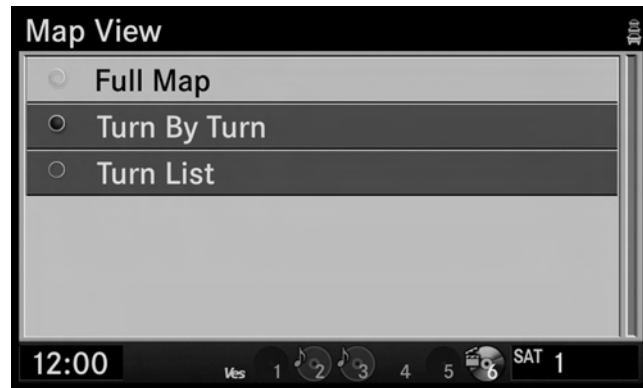 Map View
Full Map
Turn By Turn
Turn List
12:00 Ves 1 2 3 4 5 6 SAT 1